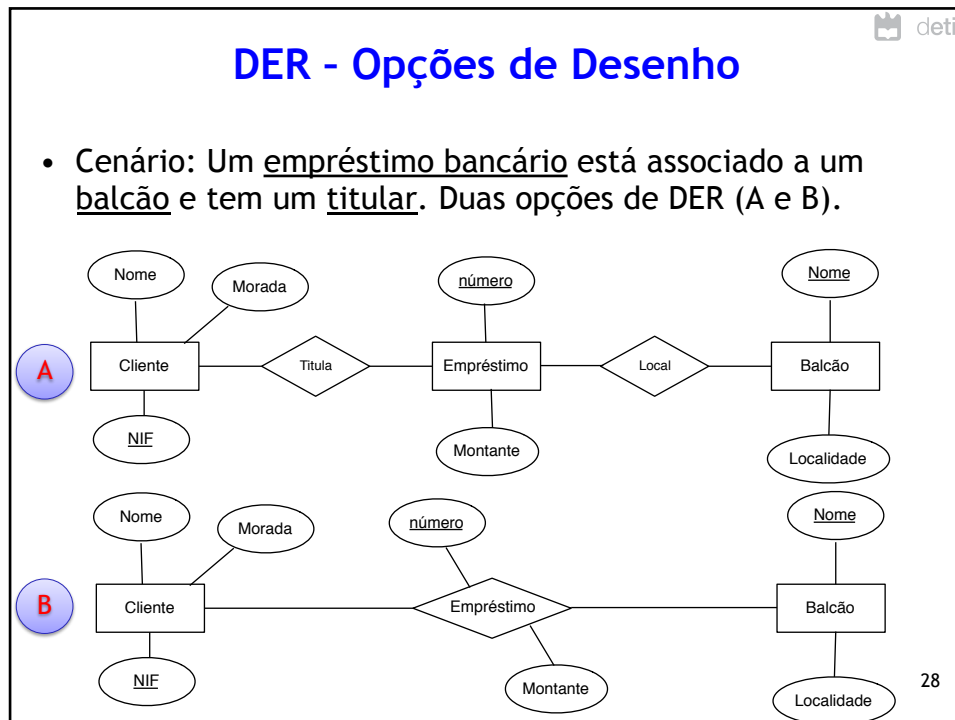 deti
DER – Opções de Desenho
• Cenário: Um empréstimo bancário está associado a um
balcão e tem um titular. Duas opções de DER (A e B).
Nome
Morada
número
Nome
A
Cliente
Titula
Empréstimo
Local
Balcão
NIF
Montante
Localidade
Nome
Morada
número
Nome
B
Cliente
Empréstimo
Balcão
NIF
Montante
Localidade
28